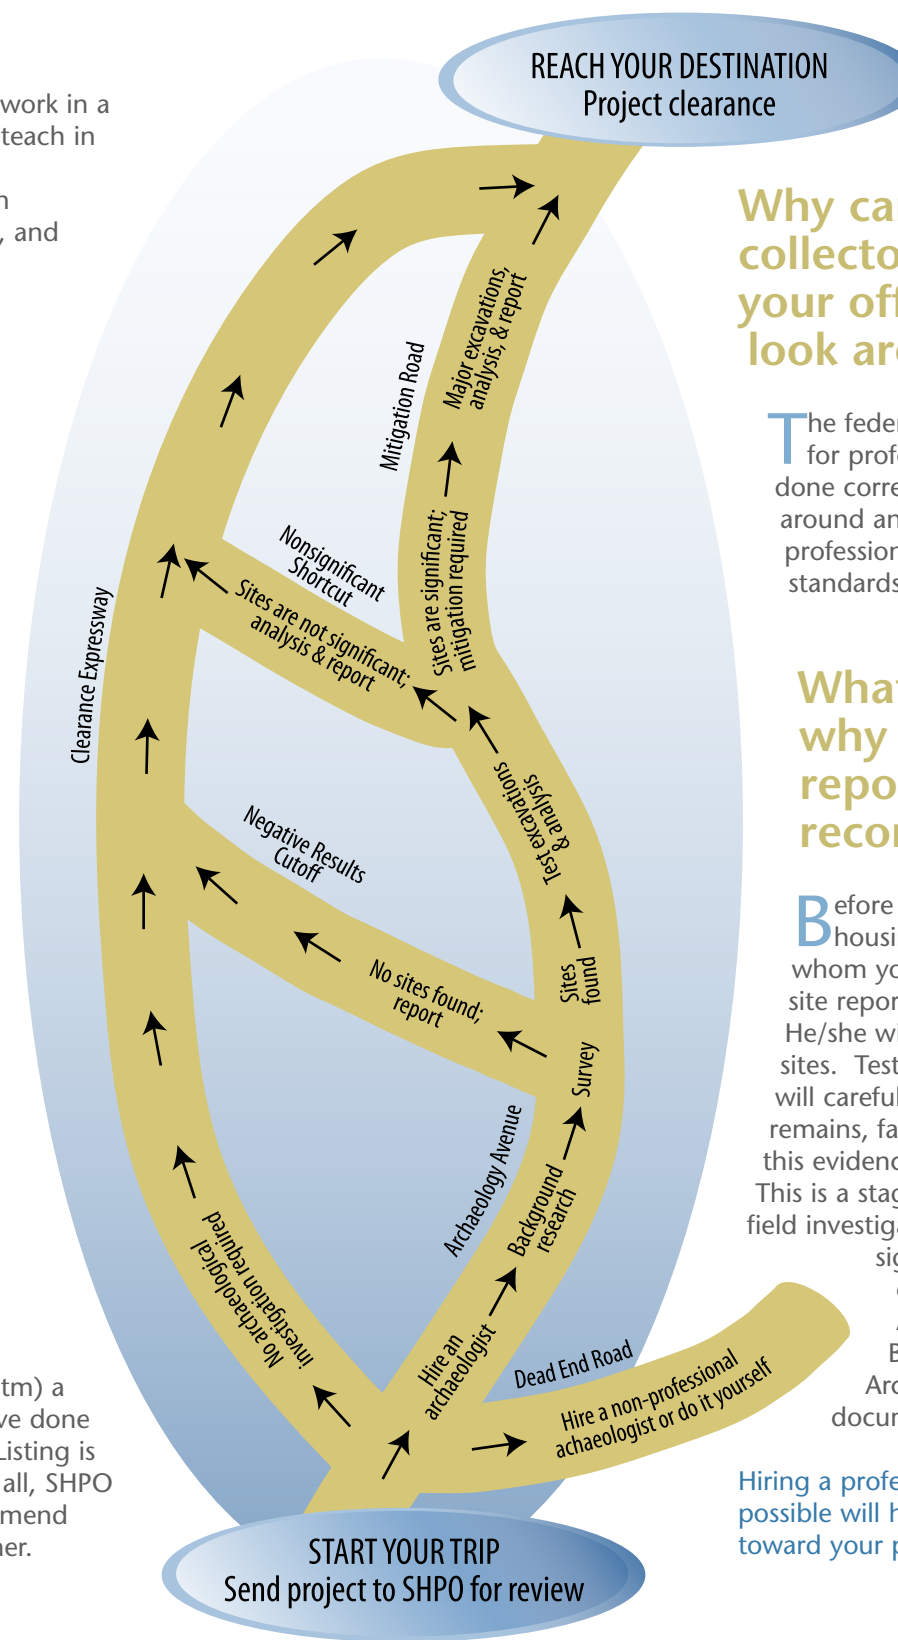 work in a
teach in
, and
REACH YOUR DESTINATION
Project clearance
Major excavations,
analysis, & report
Mitigation Road
Sites are significant;
mitigation required
Nonsignificant
Shortcut
Sites are not significant;
analysis & report
Clearance Expressway
Test excavations
& analysis
Negative Results
Cutoff
Sites
found
No sites found;
report
Survey
Archaeology Avenue
Background
research
No archaeological
investigation required
Hire an
archaeologist
Dead End Road
Hire a non-professional
achaeologist or do it yourself
START YOUR TRIP
Send project to SHPO for review
tm) a
ve done
Listing is
all, SHPO
mend
ner.
Why ca
collecto
your off
look aro
The feder
for profe
done corre
around an
profession
standards
What
why
repo
recor
Before
housi
whom yo
site repor
He/she wi
sites. Test
will careful
remains, fa
this evidenc
This is a stag
field investiga
sig
B
Arc
docum
Hiring a profe
possible will h
toward your p